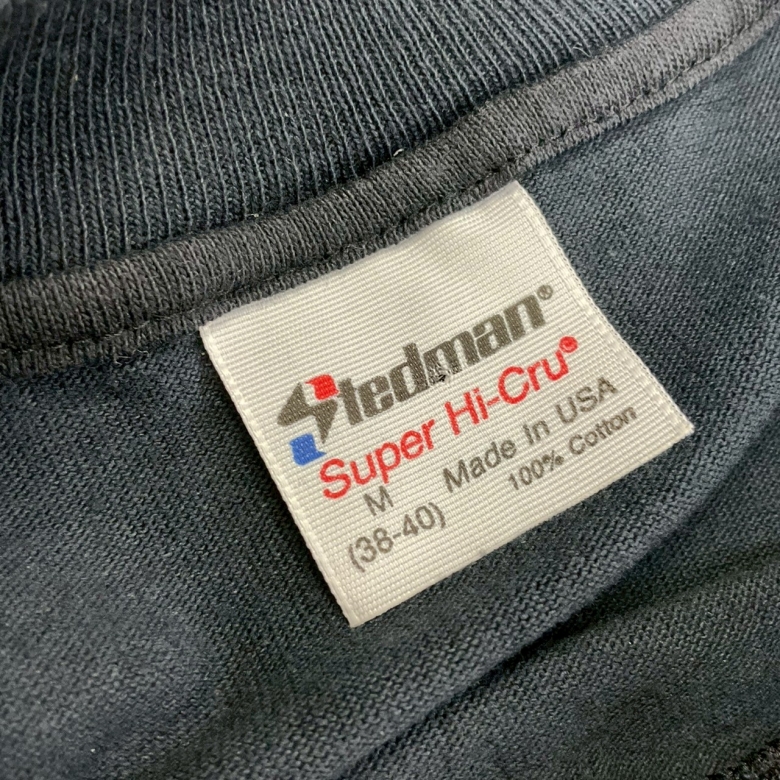 Stedman®
Super Hi-Cru®
M Made In USA
(38-40) 100% Cotton